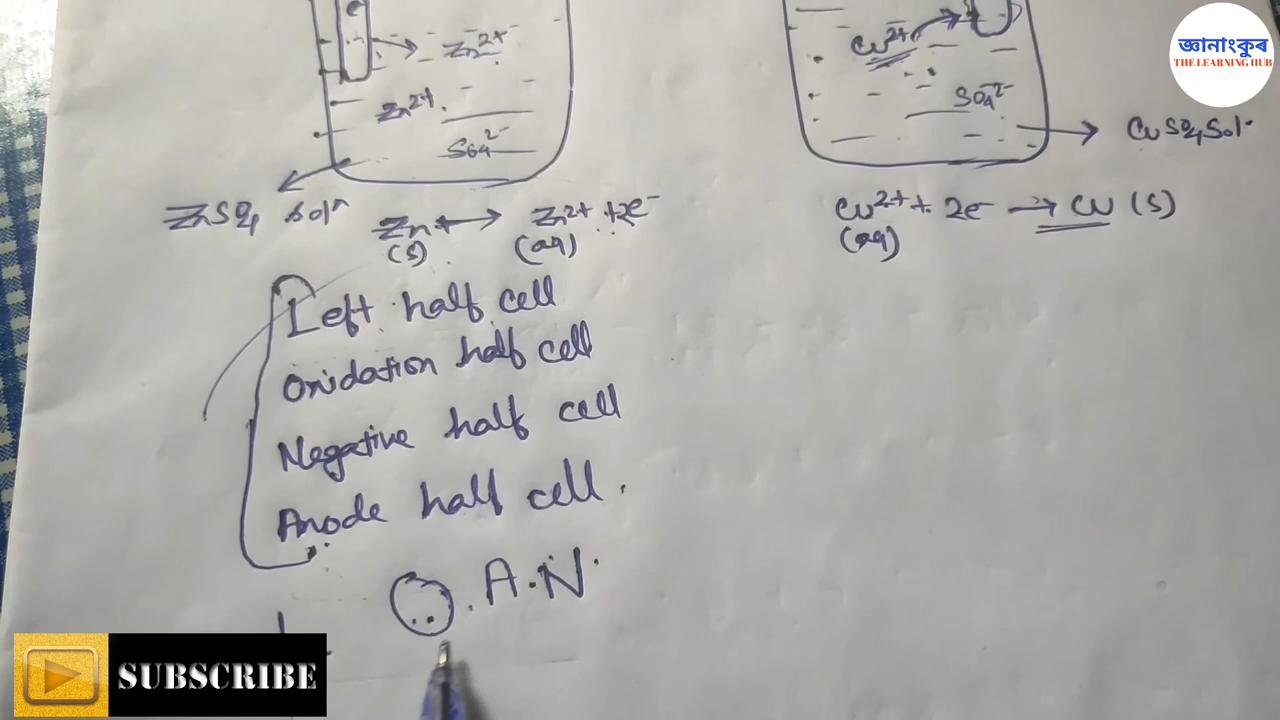 জ্ঞানাংকুৰ
THE LEARNING HUB
e
Zn²⁺
Cu²⁺
Zn²⁺
SO₄²⁻
SO₄²⁻
CuSO₄ Sol
ZnSO₄ solⁿ
Zn → Zn²⁺ + 2e⁻
(s) (aq)
Cu²⁺ + 2e⁻ → Cu (s)
(aq)
Left half cell
Oxidation half cell
Negative half cell
Anode half cell.
L O.A.N.
SUBSCRIBE